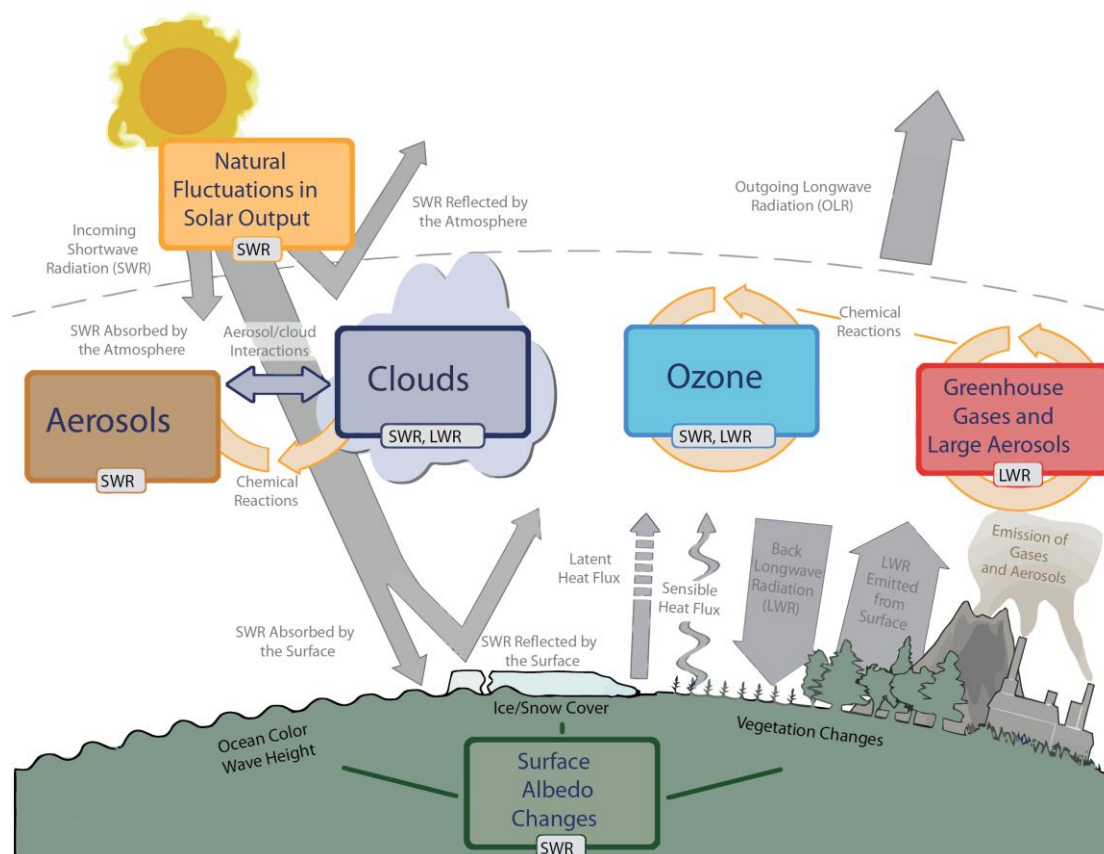 Natural
Fluctuations in
Solar Output
SWR
SWR Reflected by
the Atmosphere
Outgoing Longwave
Radiation (OLR)
Incoming
Shortwave
Radiation (SWR)
SWR Absorbed by
the Atmosphere
Aerosol/cloud
Interactions
Chemical
Reactions
Aerosols
SWR
Clouds
SWR, LWR
Ozone
SWR, LWR
Greenhouse
Gases and
Large Aerosols
LWR
Chemical
Reactions
Emission of
Gases
and Aerosols
Latent
Heat Flux
Sensible
Heat Flux
Back
Longwave
Radiation
(LWR)
LWR
Emitted
from
Surface
SWR Absorbed by
the Surface
SWR Reflected by
the Surface
Ice/Snow Cover
Ocean Color
Wave Height
Vegetation Changes
Surface
Albedo
Changes
SWR